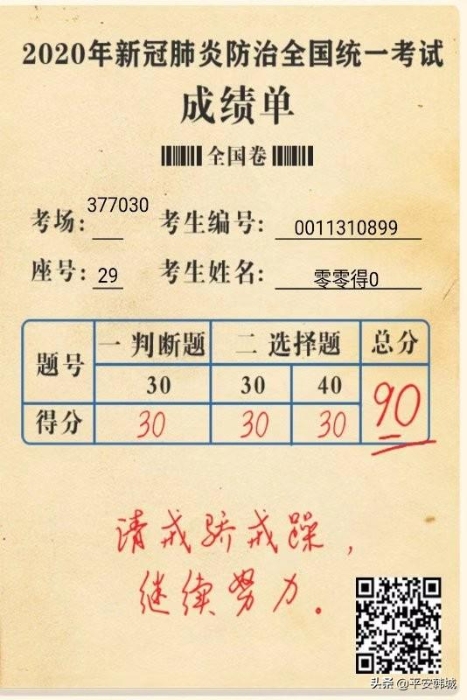 2020年新冠肺炎防治全国统一考试
成绩单
全国卷
考场: 377030 考生编号: 0011310899
座号: 29 考生姓名: 零零得0
题号 一 判断题 二 选择题 总分
30 30 40
得分 30 30 30 90
请戒骄戒躁，
继续努力。
头条 @平安韩城